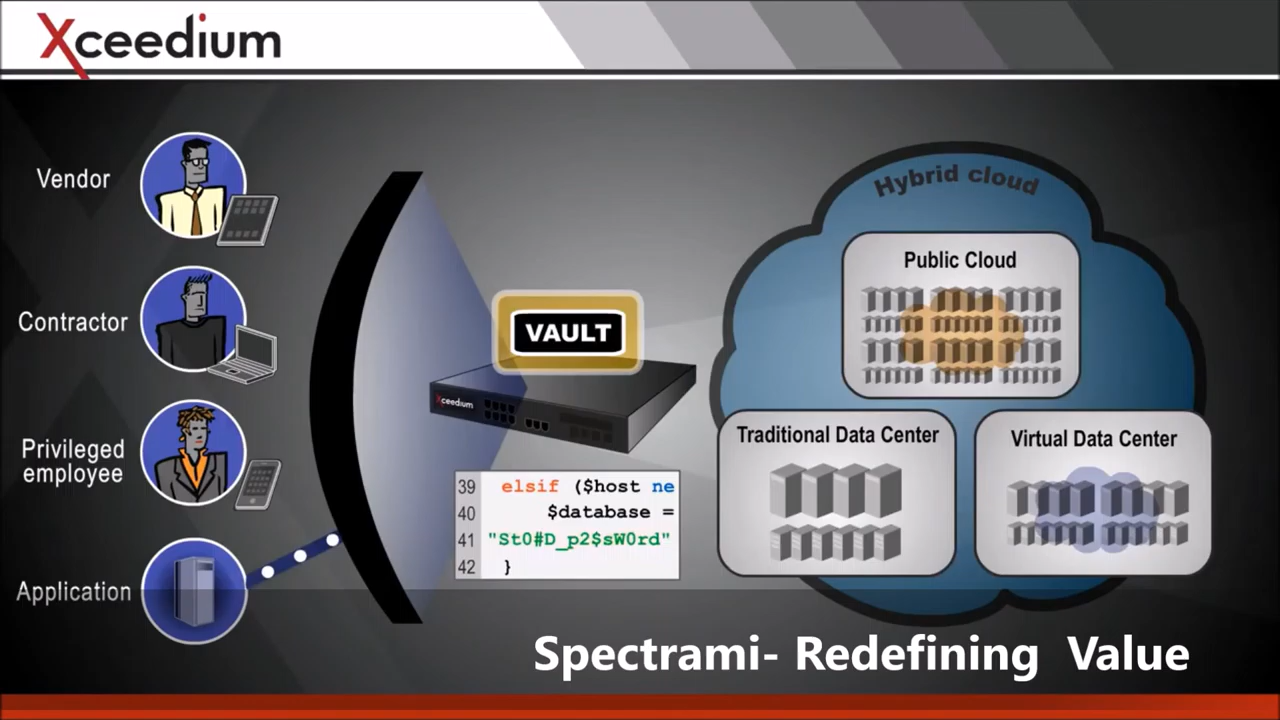 Xceedium
Vendor
Contractor
Privileged
employee
Application
VAULT
Xceedium
39 elsif ($host ne
40 $database =
41 "St0#D_p2$sW0rd"
42 }
Hybrid cloud
Public Cloud
Traditional Data Center
Virtual Data Center
Spectrami- Redefining Value